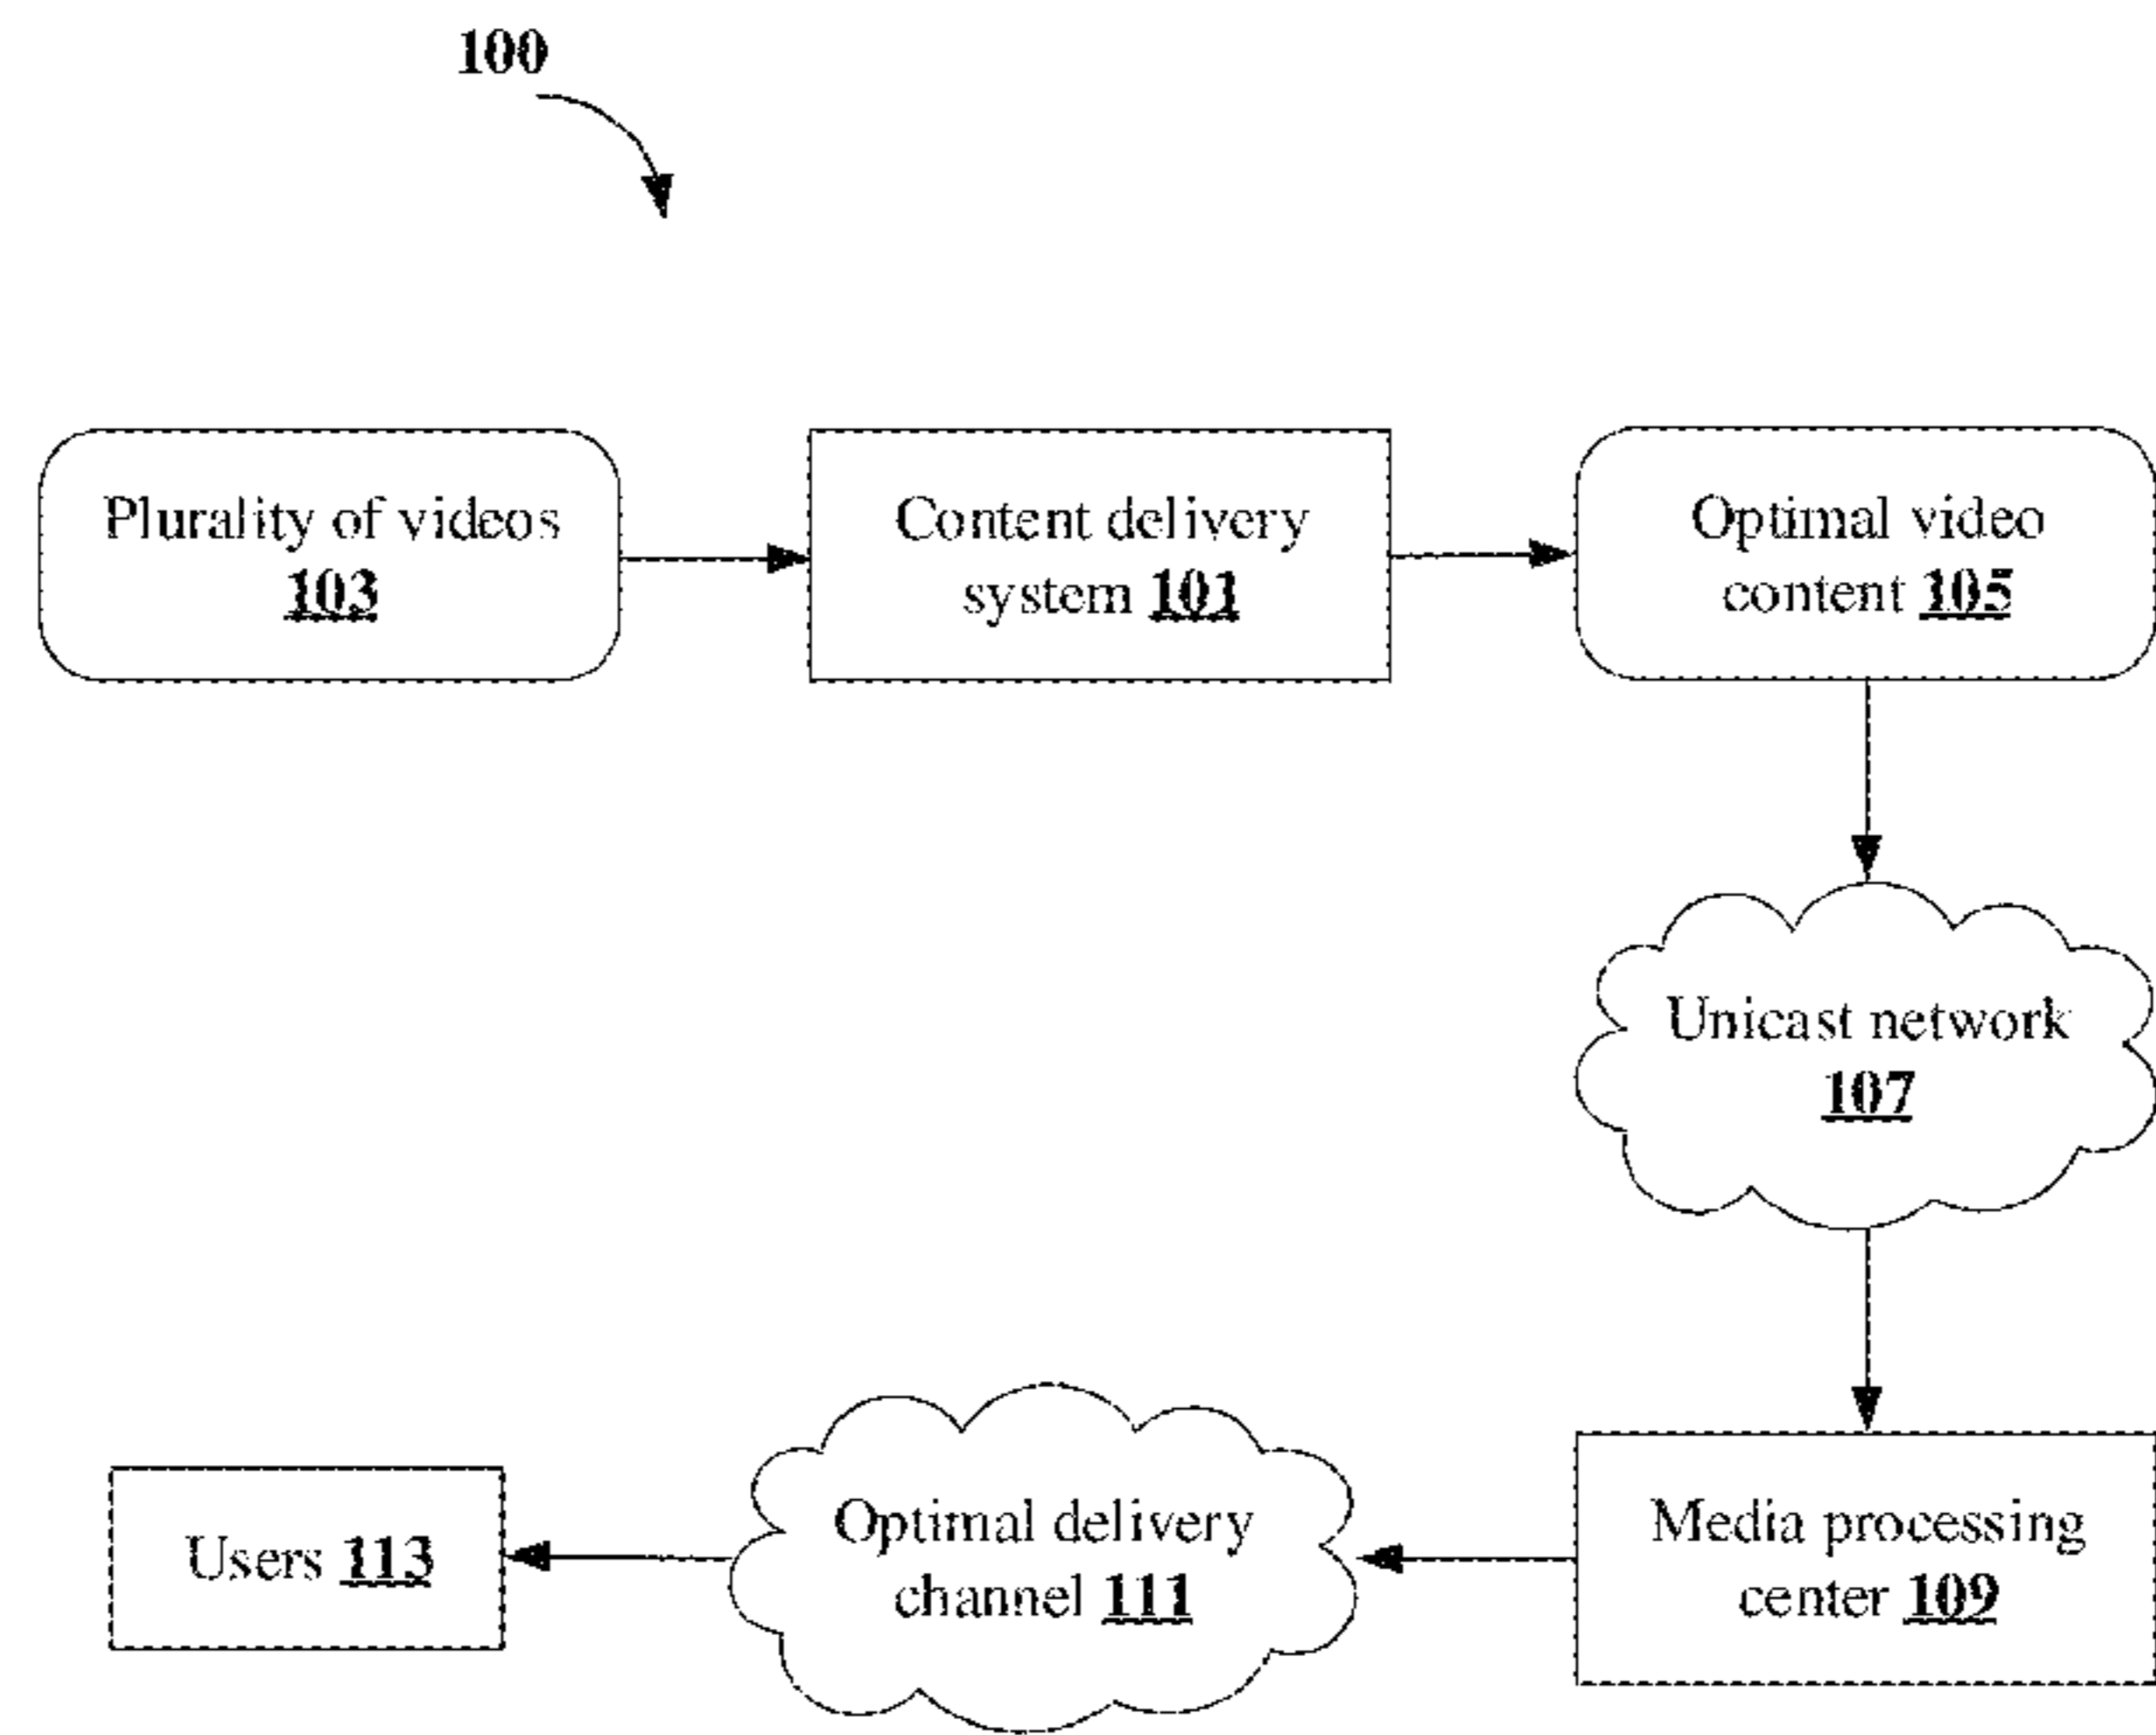 100
Plurality of videos
103
Content delivery
system 101
Optimal video
content 105
Unicast network
107
Media processing
center 109
Optimal delivery
channel 111
Users 113